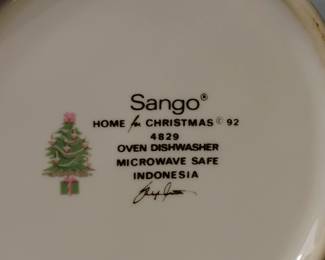 Sango®
HOME for CHRISTMAS © 92
4829
OVEN DISHWASHER
MICROWAVE SAFE
INDONESIA